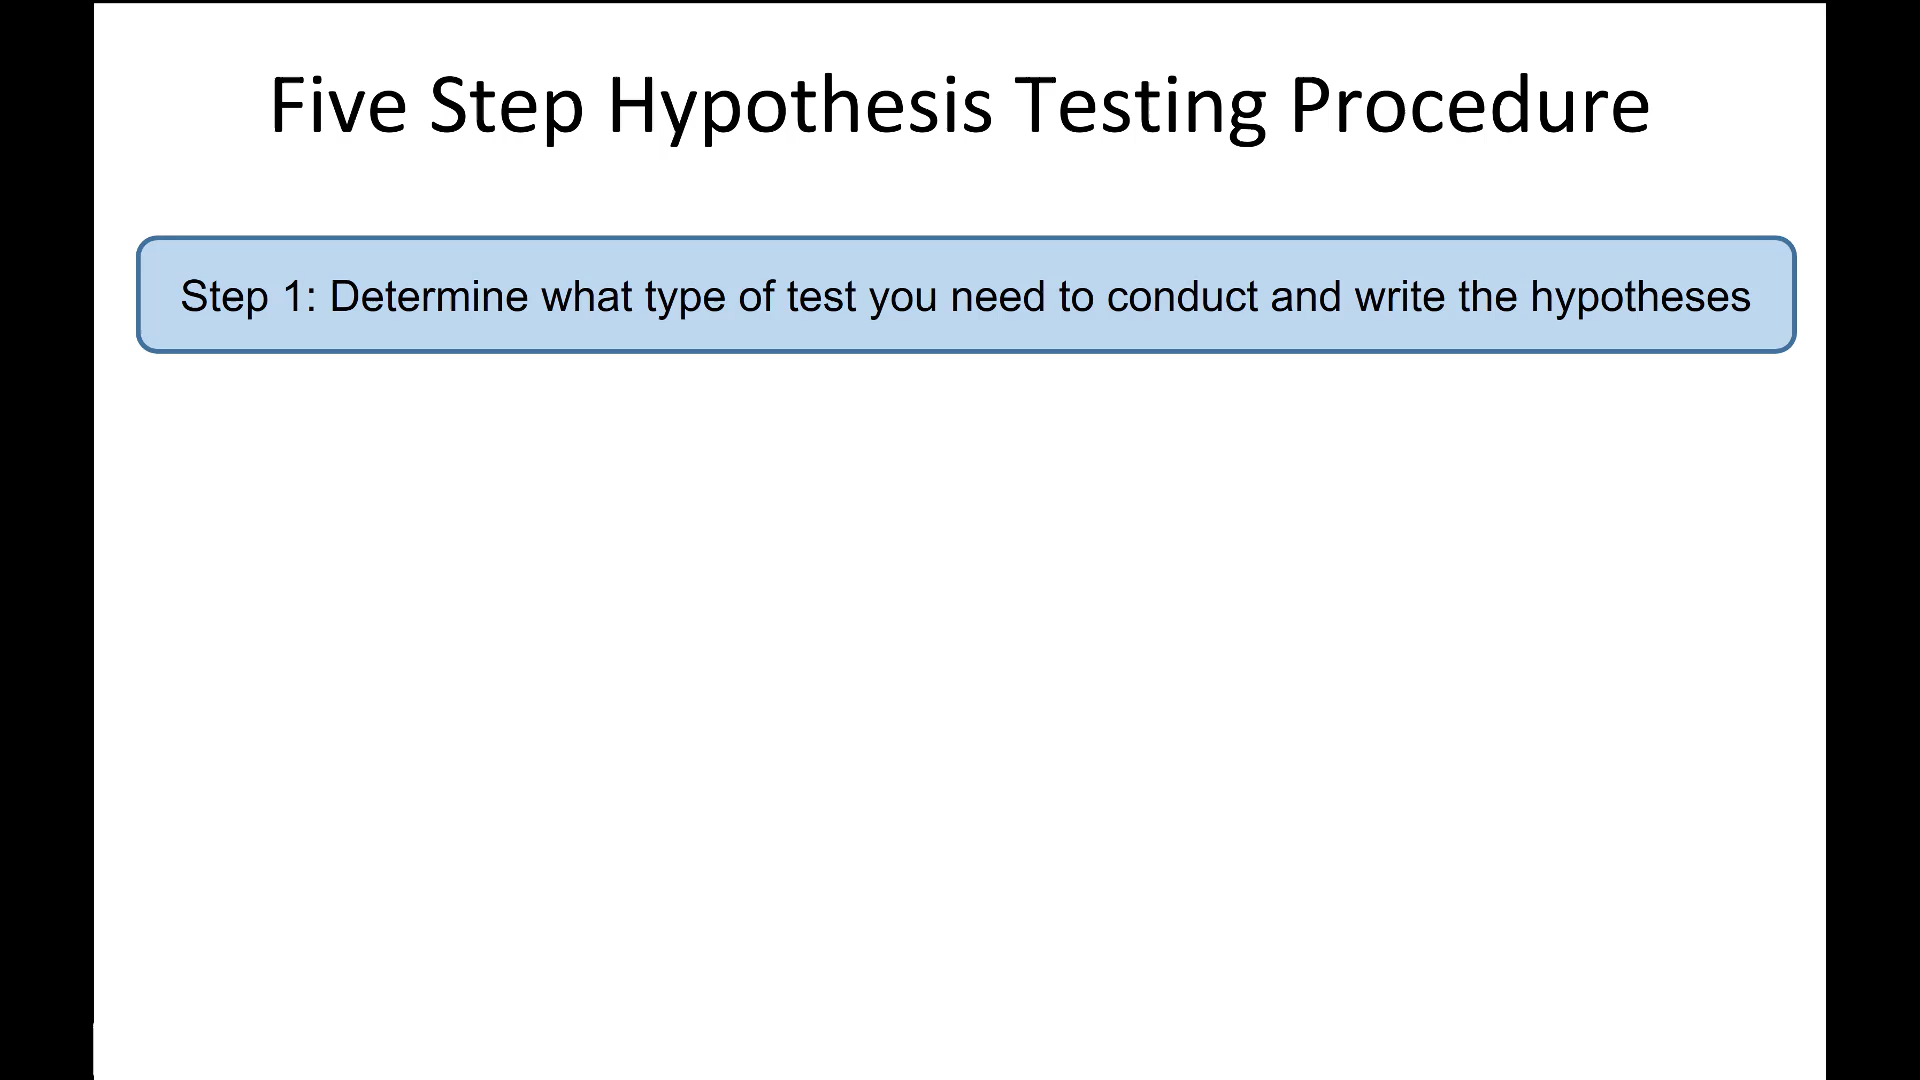 Five Step Hypothesis Testing Procedure
Step 1: Determine what type of test you need to conduct and write the hypotheses